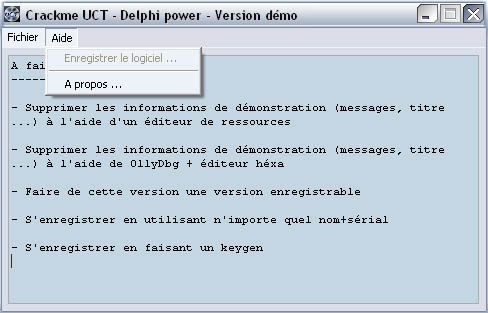 Crackme UCT - Delphi power - Version démo
Fichier Aide
Enregistrer le logiciel ...
A propos ...
A fai
- Supprimer les informations de démonstration (messages, titre
...) à l'aide d'un éditeur de ressources
- Supprimer les informations de démonstration (messages, titre
...) à l'aide de OllyDbg + éditeur héxa
- Faire de cette version une version enregistrable
- S'enregistrer en utilisant n'importe quel nom+sérial
- S'enregistrer en faisant un keygen